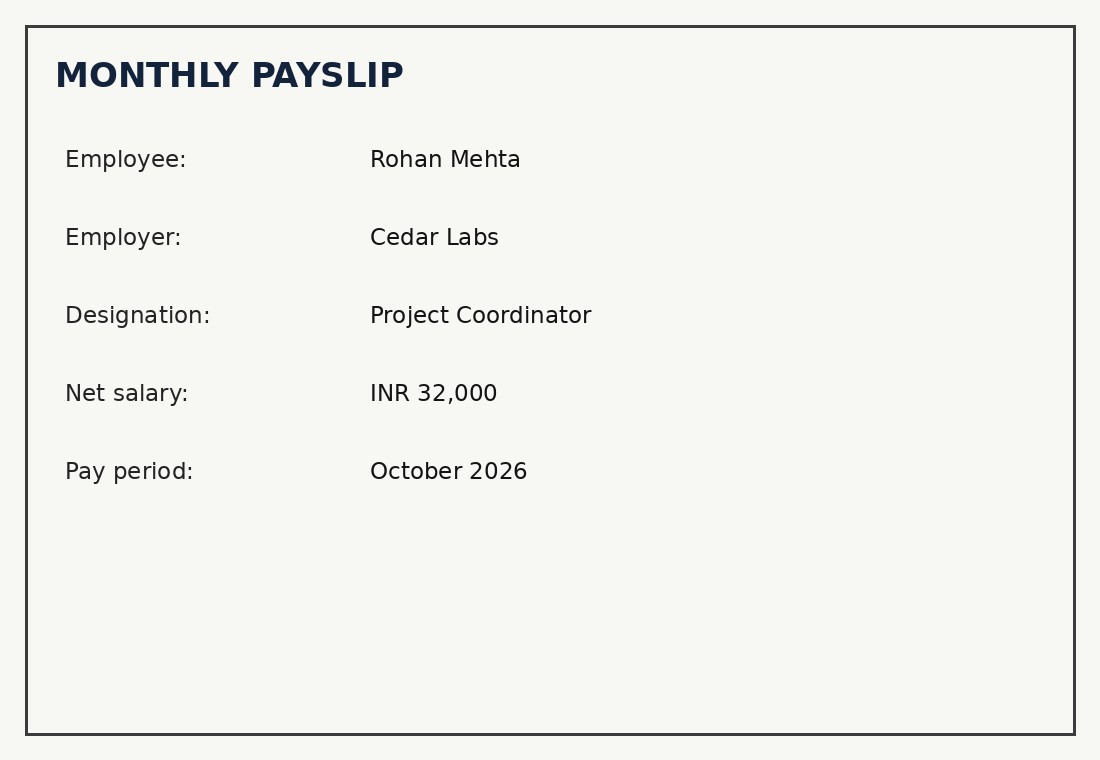 MONTHLY PAYSLIP
Employee: Rohan Mehta
Employer: Cedar Labs
Designation: Project Coordinator
Net salary: INR 32,000
Pay period: October 2026